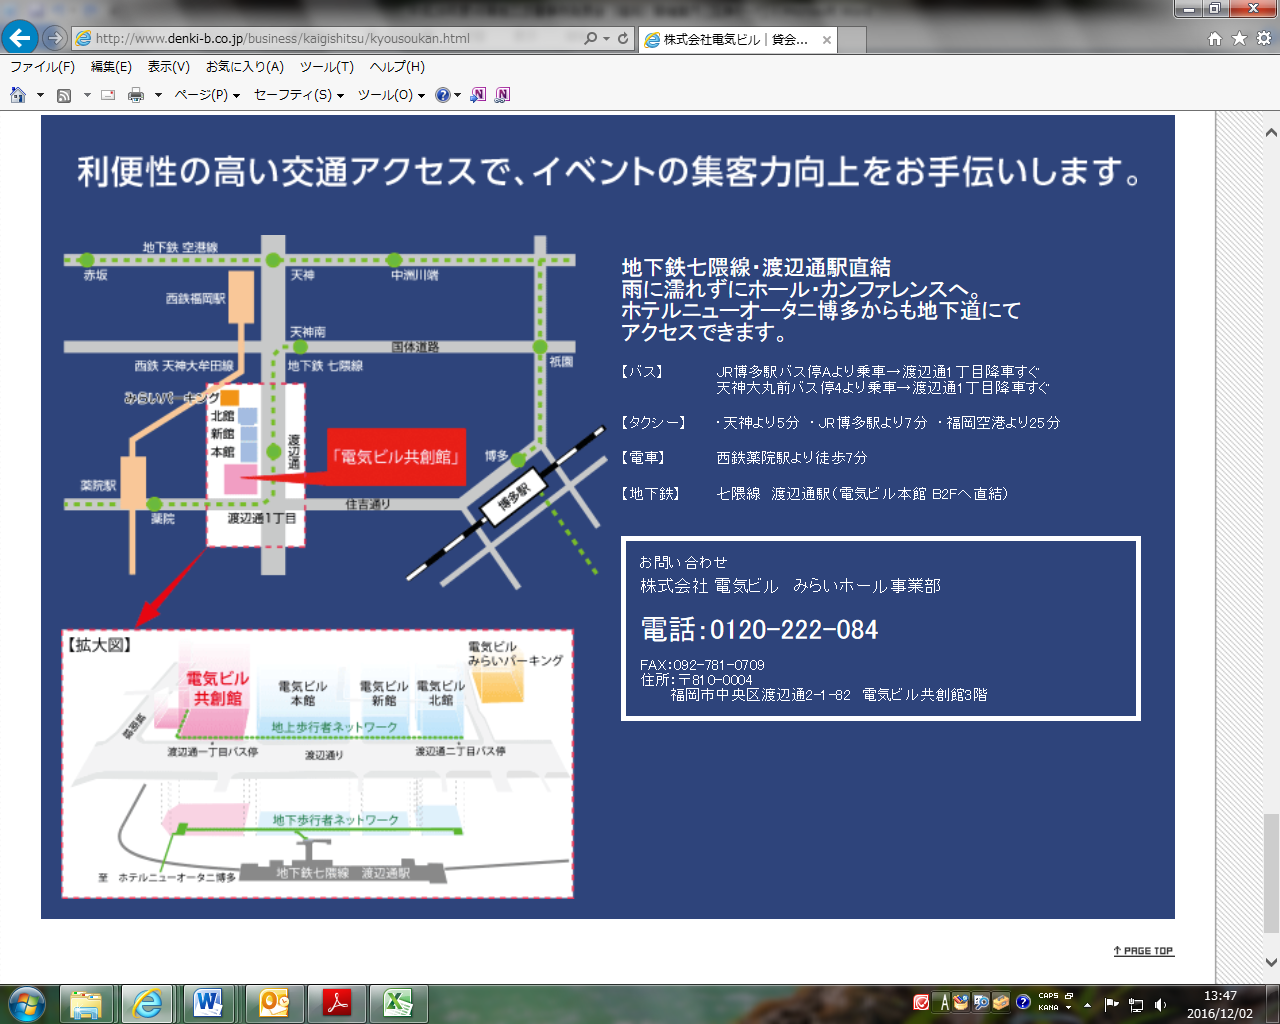 http://www.denki-b.co.jp/business/kaigishitsu/kyousoukan.html
株式会社電気ビル｜貸会...
ファイル(F) 編集(E) 表示(V) お気に入り(A) ツール(T) ヘルプ(H)
ページ(P) セーフティ(S) ツール(O)
利便性の高い交通アクセスで、イベントの集客力向上をお手伝いします。
地下鉄 空港線
赤坂
天神
中洲川端
西鉄福岡駅
天神南
国体道路
西鉄 天神大牟田線
地下鉄 七隈線
祇園
みらいパーキング
北館
新館
本館
渡辺通
「電気ビル共創館」
博多
博多駅
薬院駅
薬院
住吉通り
渡辺通1丁目
地下鉄七隈線・渡辺通駅直結
雨に濡れずにホール・カンファレンスへ。
ホテルニューオータニ博多からも地下道にて
アクセスできます。
【バス】 JR博多駅バス停Aより乗車→渡辺通1丁目降車すぐ
天神大丸前バス停4より乗車→渡辺通1丁目降車すぐ
【タクシー】 ・天神より5分 ・JR博多駅より7分 ・福岡空港より25分
【電車】 西鉄薬院駅より徒歩7分
【地下鉄】 七隈線 渡辺通駅（電気ビル本館 B2Fへ直結）
お問い合わせ
株式会社 電気ビル みらいホール事業部
電話：0120-222-084
FAX：092-781-0709
住所：〒810-0004
福岡市中央区渡辺通2-1-82 電気ビル共創館3階
【拡大図】
電気ビル
みらいパーキング
電気ビル
共創館
電気ビル
本館
電気ビル
新館
電気ビル
北館
地上歩行者ネットワーク
渡辺通一丁目バス停
渡辺通り
渡辺通二丁目バス停
地下歩行者ネットワーク
至 ホテルニューオータニ博多
地下鉄七隈線 渡辺通駅
↑ PAGE TOP
A
CAPS
KANA
13:47
2016/12/02